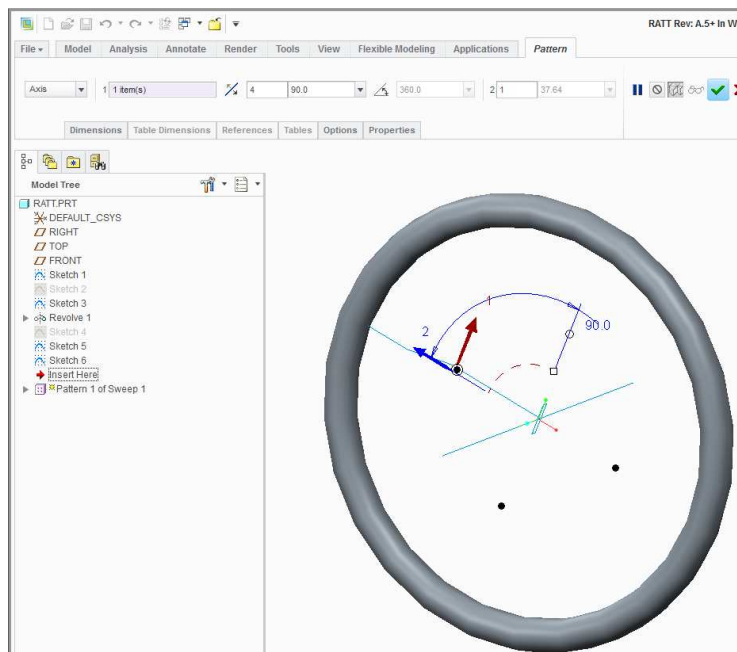 RATT Rev: A.5+ In W
File Model Analysis Annotate Render Tools View Flexible Modeling Applications Pattern
Axis 1 1 item(s) 4 90.0 360.0 2 1 37.64
Dimensions Table Dimensions References Tables Options Properties
Model Tree
RATT.PRT
DEFAULT_CSYS
RIGHT
TOP
FRONT
Sketch 1
Sketch 2
Sketch 3
Revolve 1
Sketch 4
Sketch 5
Sketch 6
Insert Here
Pattern 1 of Sweep 1
1
2
90.0